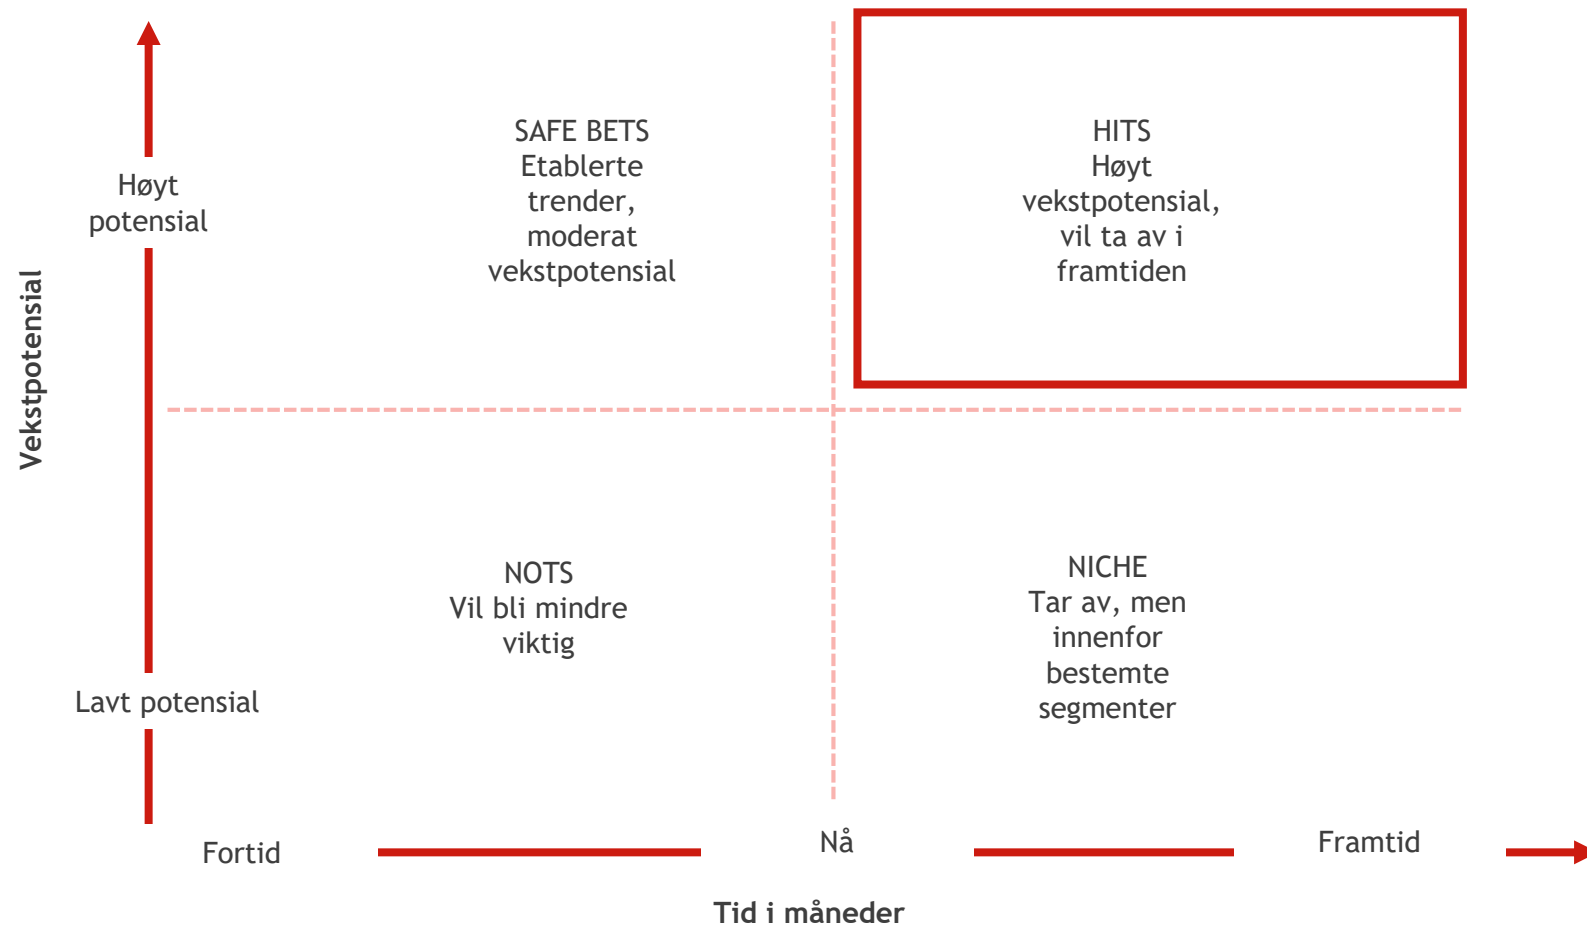 SAFE BETS
Etablerte
trender,
moderat
vekstpotensial
HITS
Høyt
vekstpotensial,
vil ta av i
framtiden
Høyt
potensial
Vekstpotensial
NOTS
Vil bli mindre
viktig
NICHE
Tar av, men
innenfor
bestemte
segmenter
Lavt potensial
Fortid
Nå
Framtid
Tid i måneder